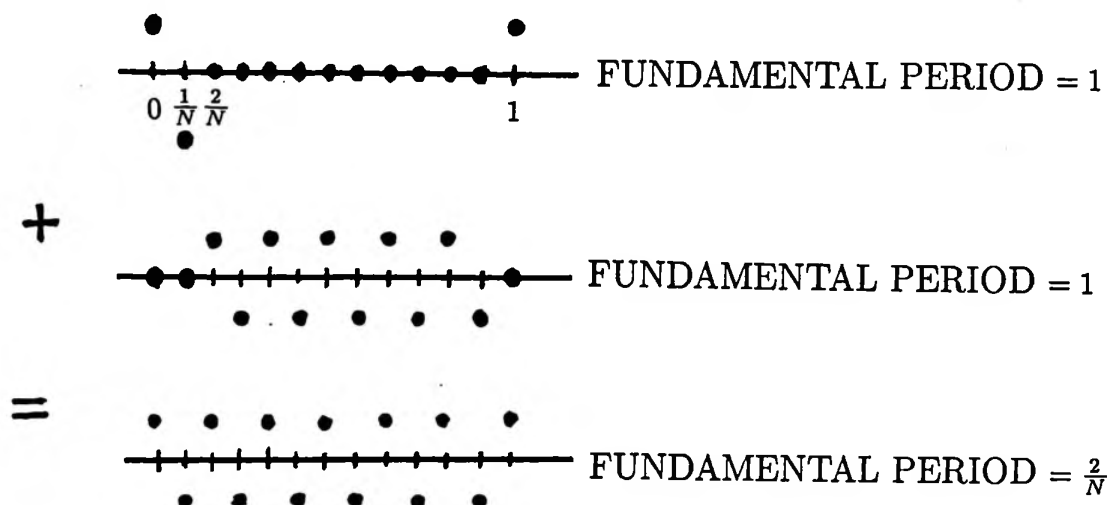 FUNDAMENTAL PERIOD = 1
0 1/N 2/N 1
+
FUNDAMENTAL PERIOD = 1
=
FUNDAMENTAL PERIOD = 2/N